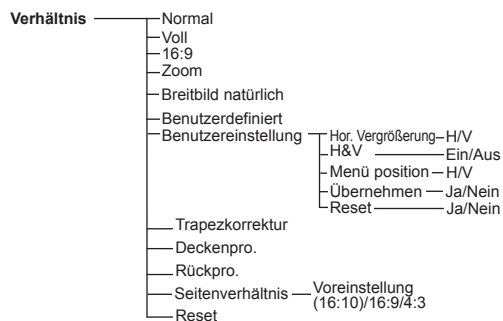 Verhältnis Normal
Voll
16:9
Zoom
Breitbild natürlich
Benutzerdefiniert
Benutzereinstellung Hor. Vergrößerung H/V
H&V Ein/Aus
Menü position H/V
Übernehmen Ja/Nein
Reset Ja/Nein
Trapezkorrektur
Deckenpro.
Rückpro.
Seitenverhältnis Voreinstellung
(16:10)/16:9/4:3
Reset